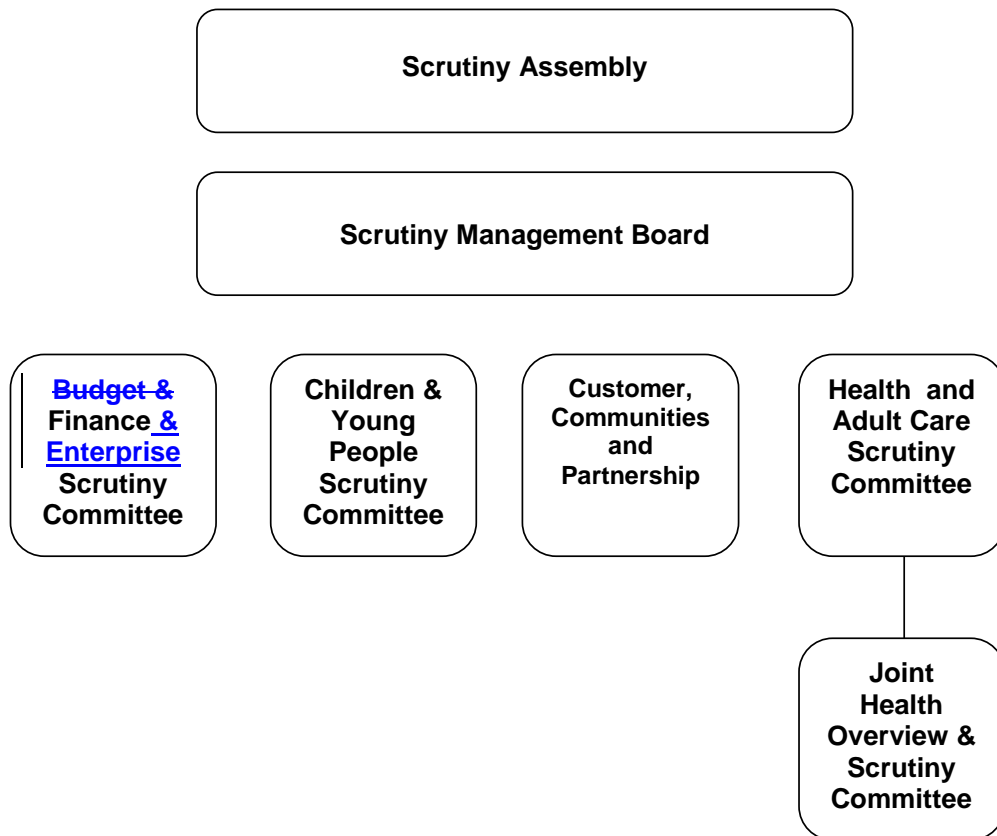 Scrutiny Assembly
Scrutiny Management Board
Budget &
Finance &
Enterprise
Scrutiny
Committee
Children &
Young
People
Scrutiny
Committee
Customer,
Communities
and
Partnership
Health and
Adult Care
Scrutiny
Committee
Joint
Health
Overview &
Scrutiny
Committee